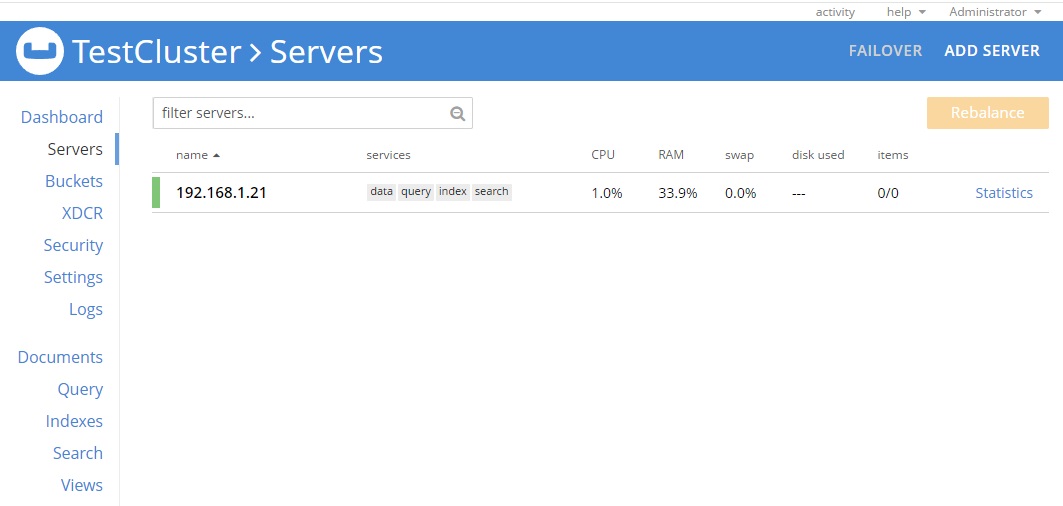 activity help Administrator
TestCluster > Servers FAILOVER ADD SERVER
Dashboard
Servers
Buckets
XDCR
Security
Settings
Logs
Documents
Query
Indexes
Search
Views
filter servers... Rebalance
name services CPU RAM swap disk used items
192.168.1.21 data query index search 1.0% 33.9% 0.0% --- 0/0 Statistics